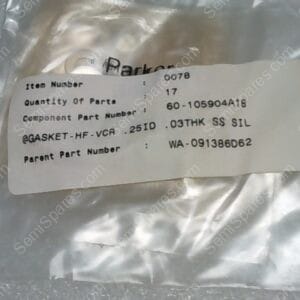 Parker
Item Number : 0078
Quantity Of Parts : 17
Component Part Number : 60-105904A18
@GASKET-HF-VCR .25ID .03THK SS SIL
Parent Part Number : WA-091386D62
SemiSpares.com